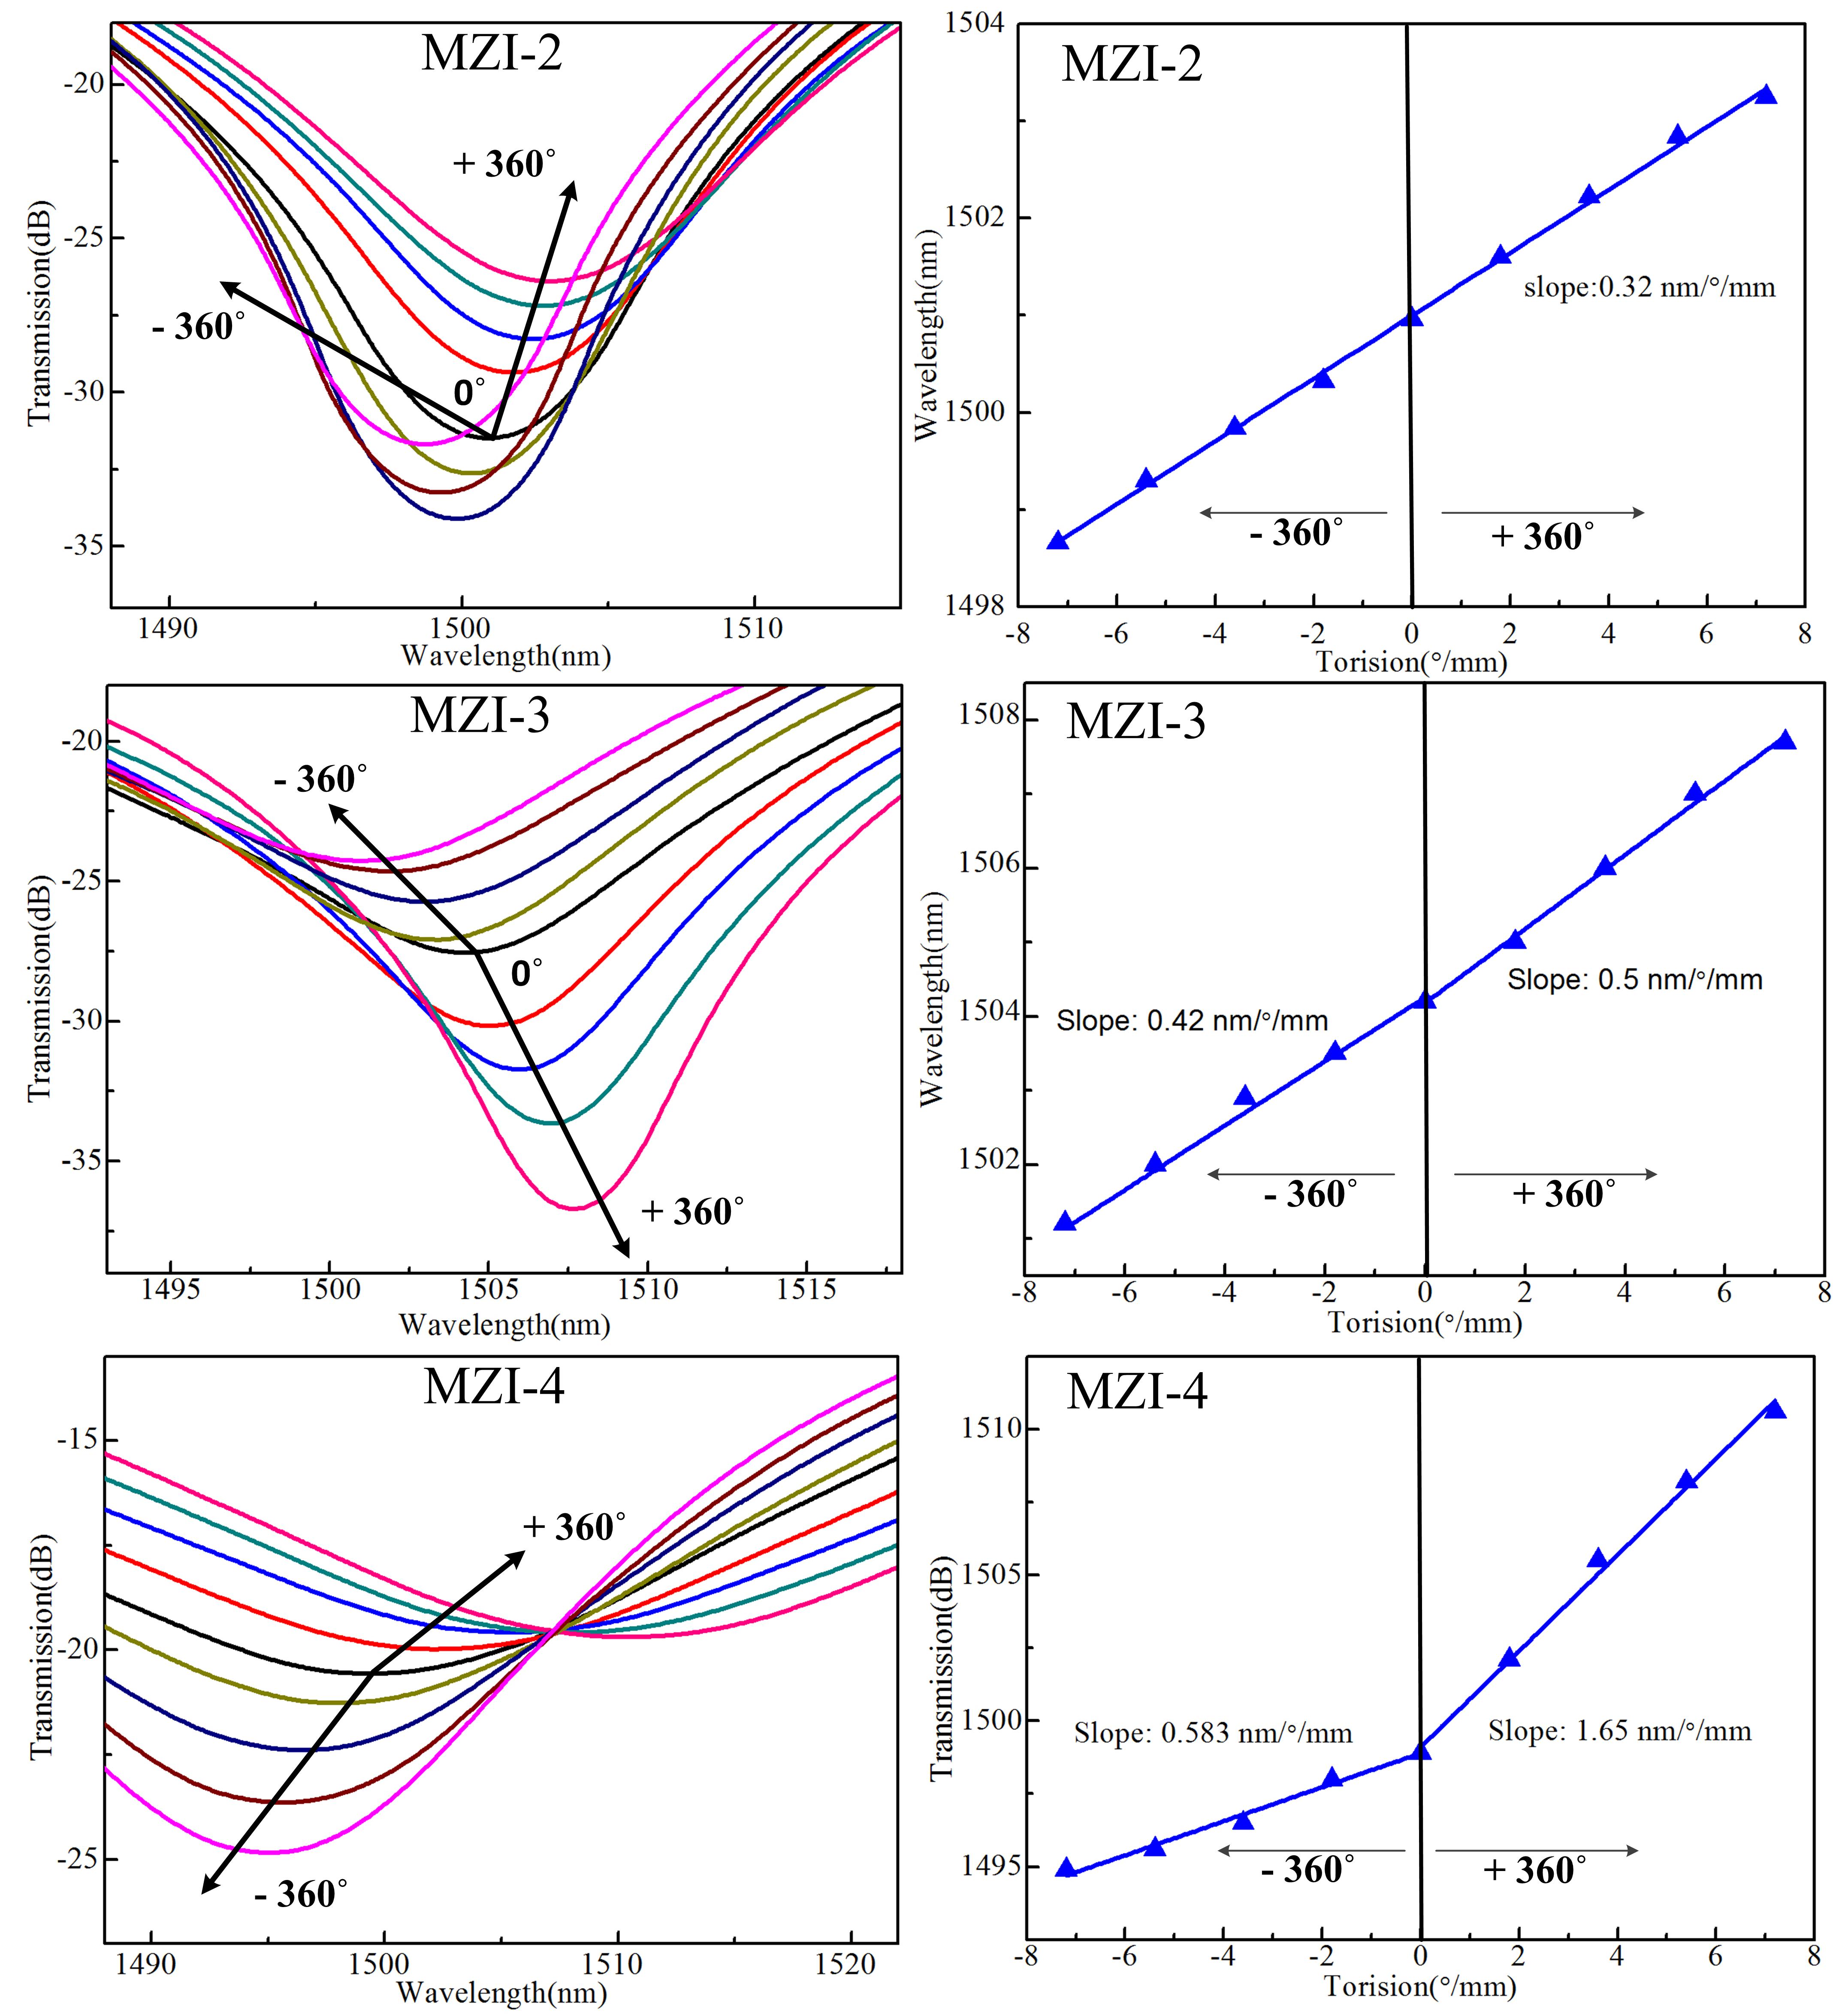 MZI-2
-20
-25
-30
-35
Transmission(dB)
+ 360°
- 360°
0°
1490
1500
1510
Wavelength(nm)
MZI-2
1504
1502
1500
1498
Wavelength(nm)
slope:0.32 nm/°/mm
- 360°
+ 360°
-8 -6 -4 -2 0 2 4 6 8
Torision(°/mm)
MZI-3
-20
-25
-30
-35
Transmission(dB)
- 360°
0°
+ 360°
1495 1500 1505 1510 1515
Wavelength(nm)
MZI-3
1508
1506
1504
1502
Wavelength(nm)
Slope: 0.5 nm/°/mm
Slope: 0.42 nm/°/mm
- 360°
+ 360°
-8 -6 -4 -2 0 2 4 6 8
Torision(°/mm)
MZI-4
-15
-20
-25
Transmission(dB)
+ 360°
- 360°
1490 1500 1510 1520
Wavelength(nm)
MZI-4
1510
1505
1500
1495
Transmission(dB)
Slope: 0.583 nm/°/mm
Slope: 1.65 nm/°/mm
- 360°
+ 360°
-8 -6 -4 -2 0 2 4 6 8
Torision(°/mm)